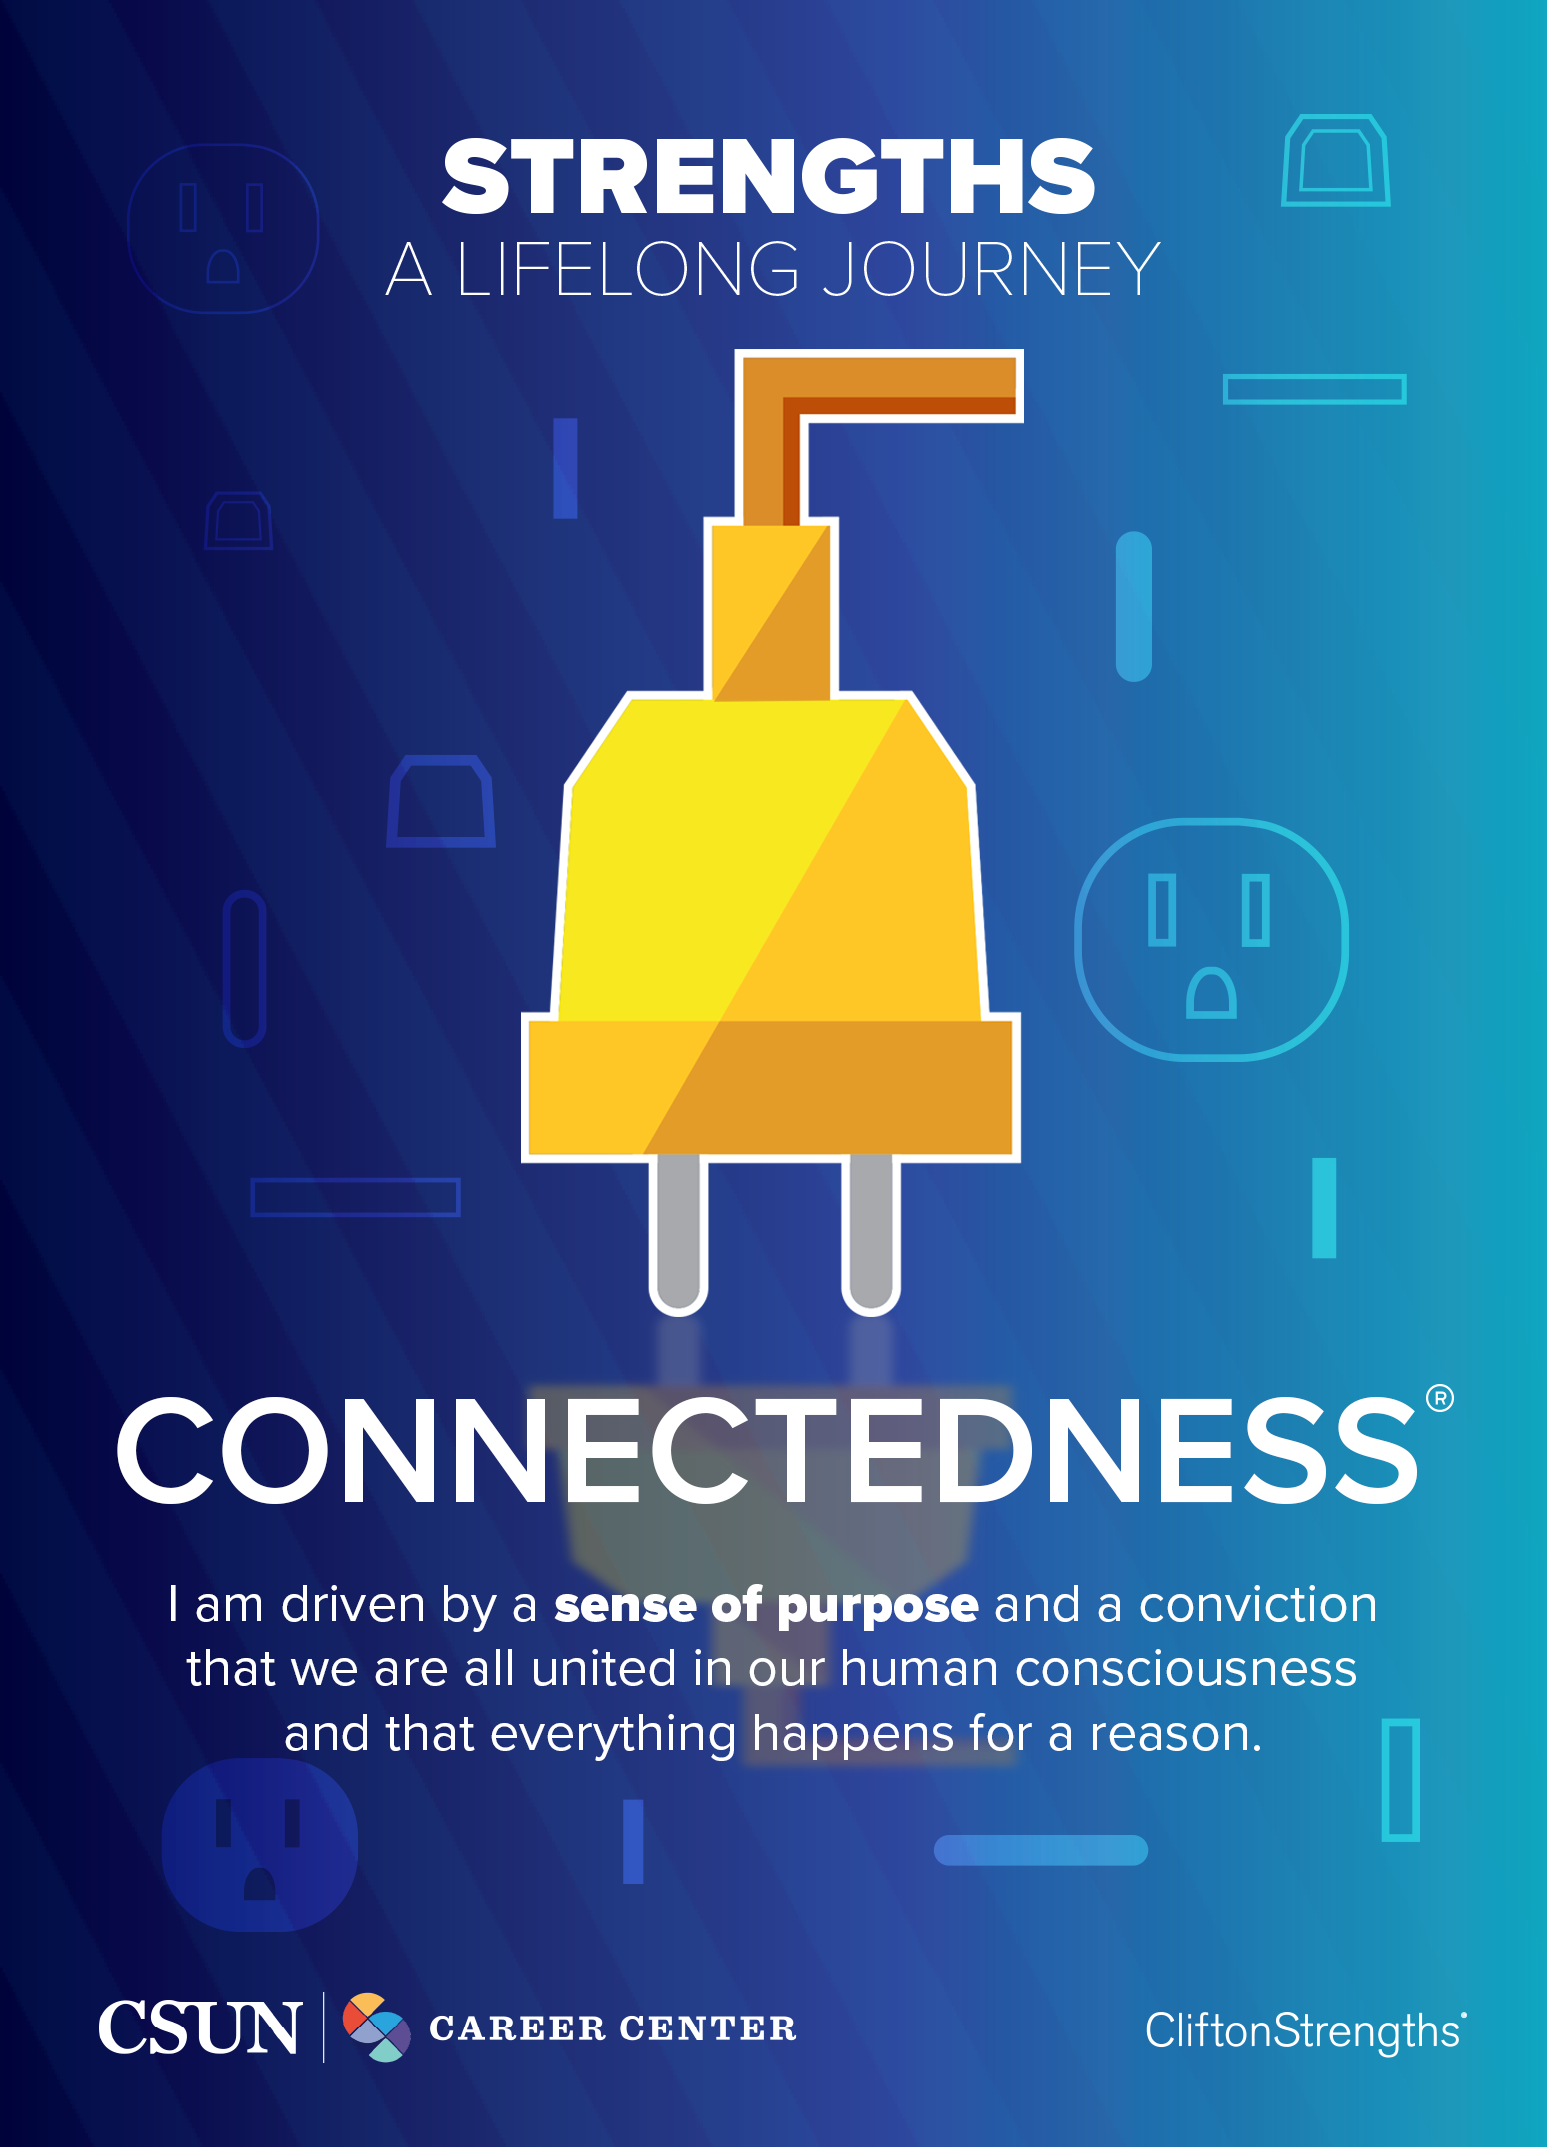 STRENGTHS
A LIFELONG JOURNEY
CONNECTEDNESS®
I am driven by a sense of purpose and a conviction
that we are all united in our human consciousness
and that everything happens for a reason.
CSUN | CAREER CENTER
CliftonStrengths®